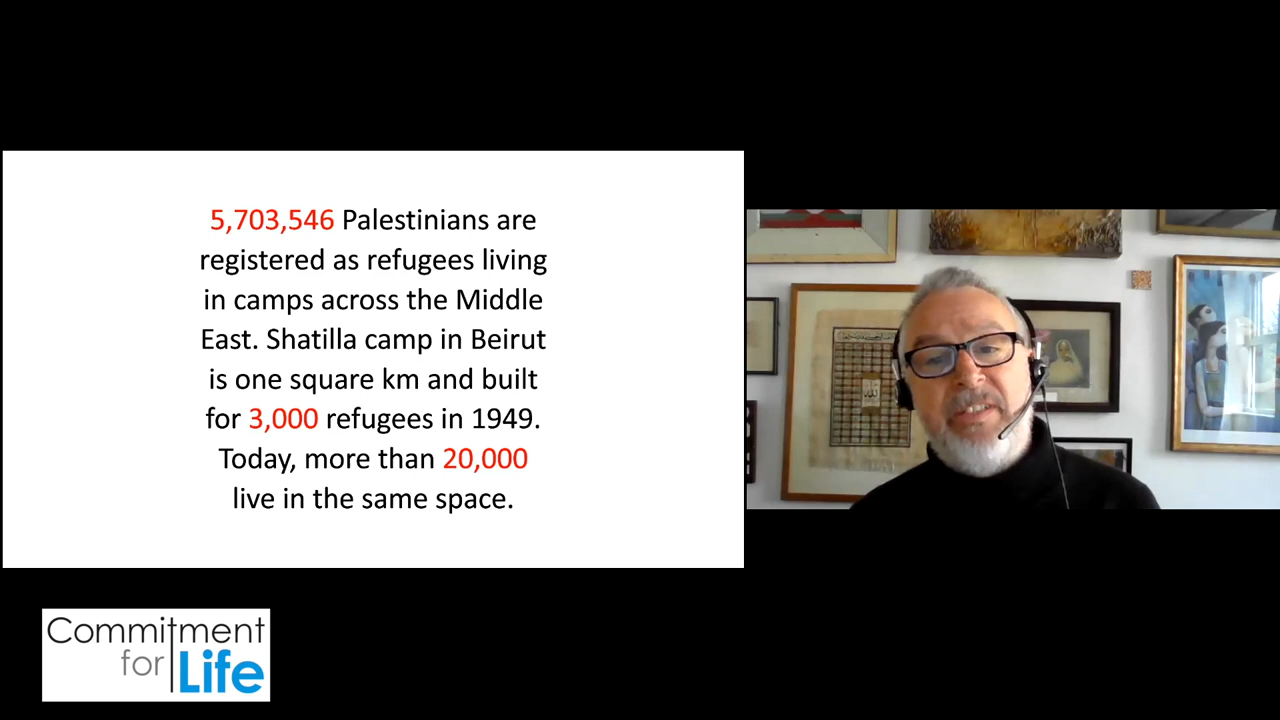 5,703,546 Palestinians are
registered as refugees living
in camps across the Middle
East. Shatilla camp in Beirut
is one square km and built
for 3,000 refugees in 1949.
Today, more than 20,000
live in the same space.
Commitment
for Life